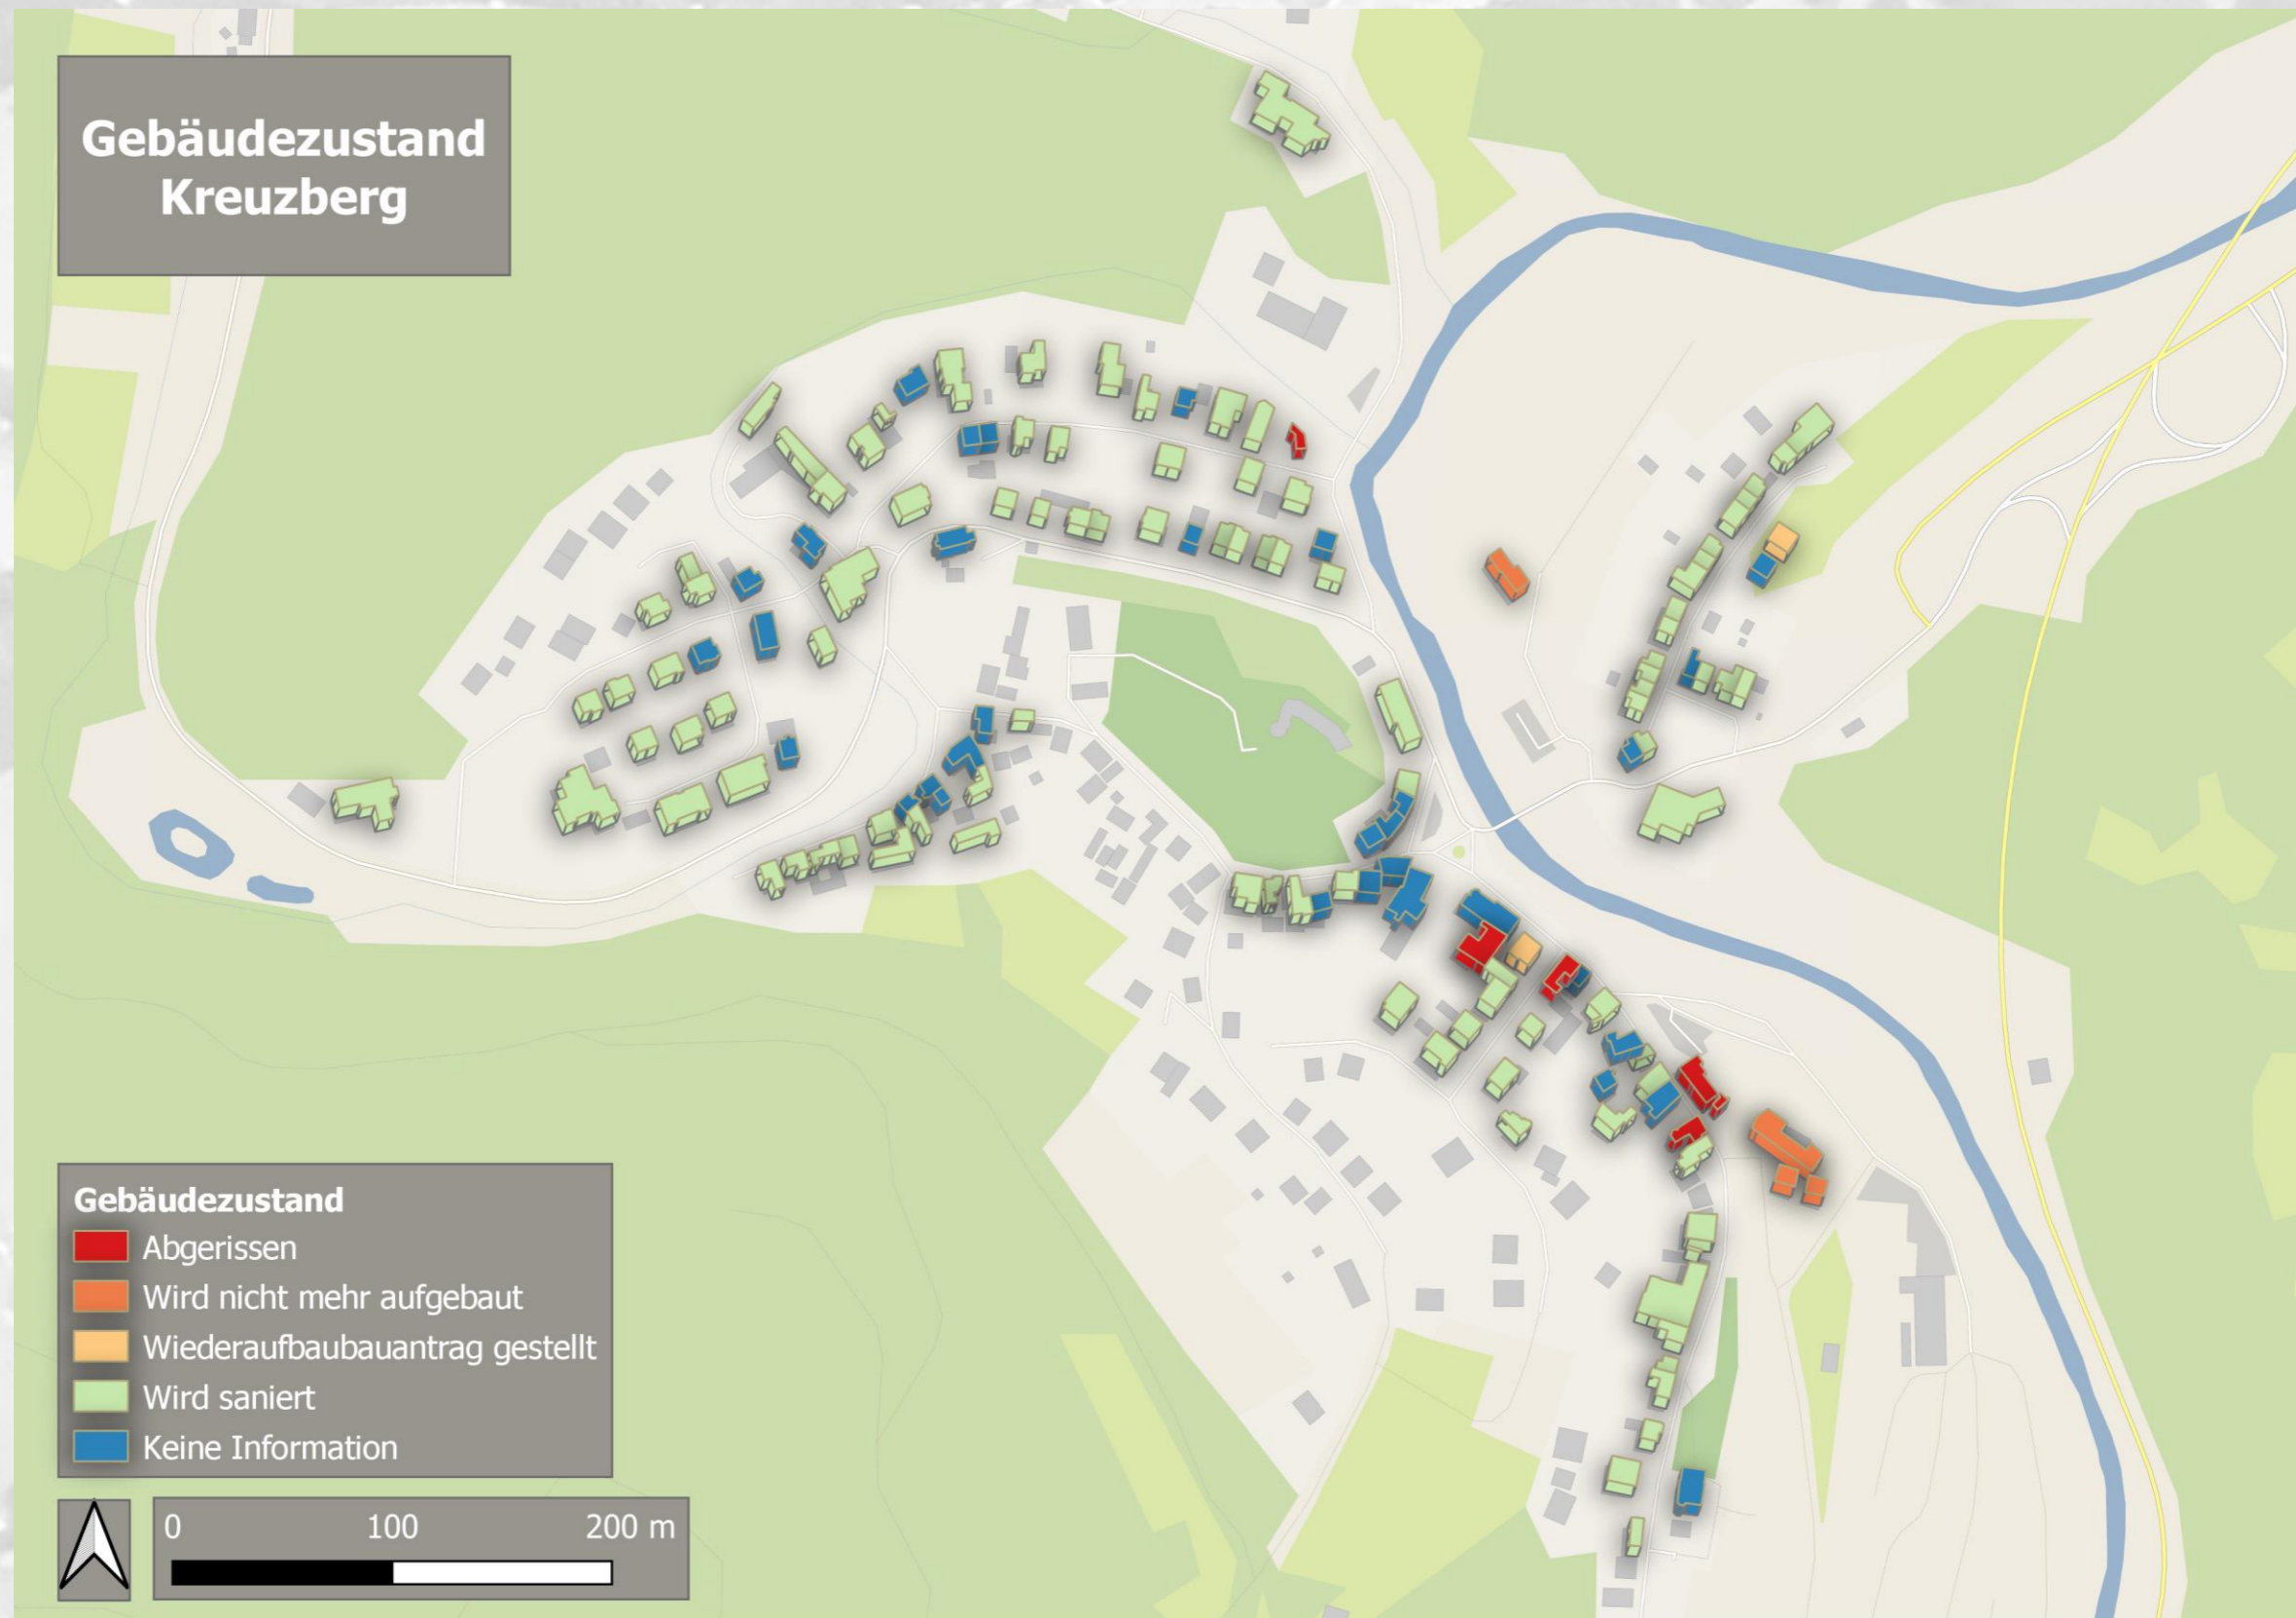 Gebäudezustand
Kreuzberg
Gebäudezustand
Abgerissen
Wird nicht mehr aufgebaut
Wiederaufbaubauantrag gestellt
Wird saniert
Keine Information
0 100 200 m